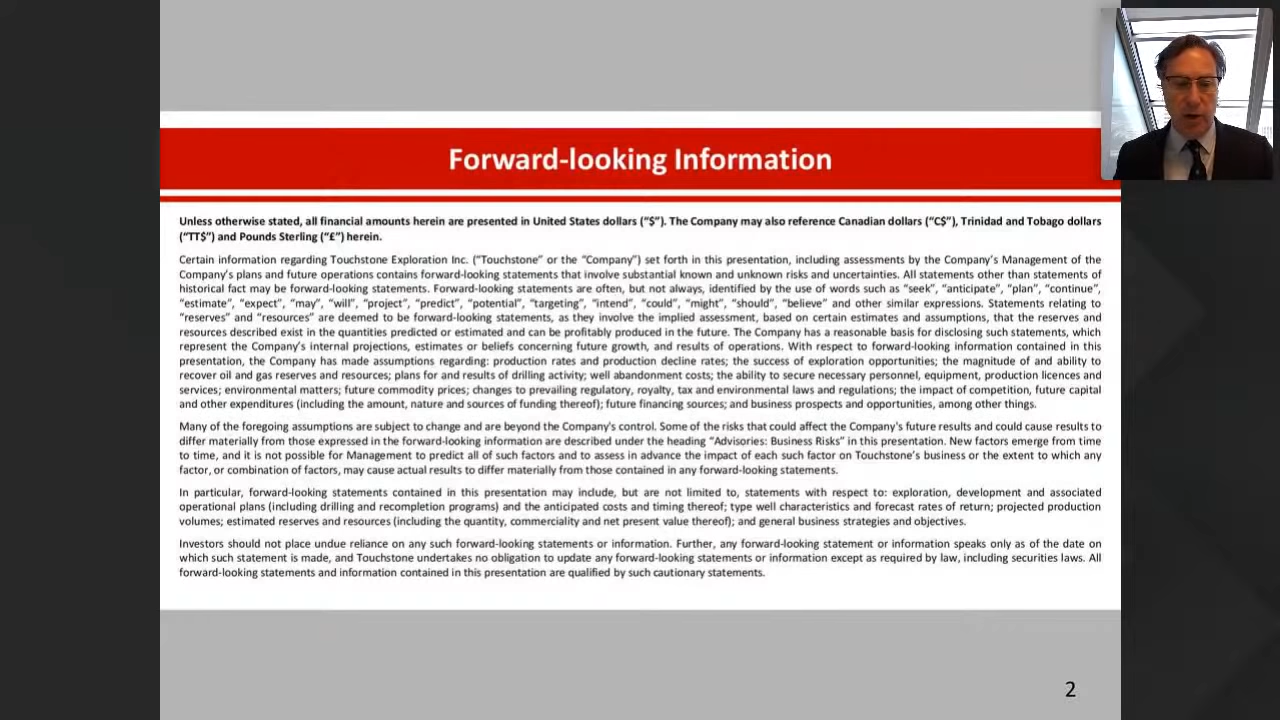 Forward-looking Information
Unless otherwise stated, all financial amounts herein are presented in United States dollars (“$”). The Company may also reference Canadian dollars (“C$”), Trinidad and Tobago dollars
(“TT$”) and Pounds Sterling (“£”) herein.
Certain information regarding Touchstone Exploration Inc. (“Touchstone” or the “Company”) set forth in this presentation, including assessments by the Company’s Management of the
Company’s plans and future operations contains forward-looking statements that involve substantial known and unknown risks and uncertainties. All statements other than statements of
historical fact may be forward-looking statements. Forward-looking statements are often, but not always, identified by the use of words such as “seek”, “anticipate”, “plan”, “continue”,
“estimate”, “expect”, “may”, “will”, “project”, “predict”, “potential”, “targeting”, “intend”, “could”, “might”, “should”, “believe” and other similar expressions. Statements relating to
“reserves” and “resources” are deemed to be forward-looking statements, as they involve the implied assessment, based on certain estimates and assumptions, that the reserves and
resources described exist in the quantities predicted or estimated and can be profitably produced in the future. The Company has a reasonable basis for disclosing such statements, which
represent the Company’s internal projections, estimates or beliefs concerning future growth, and results of operations. With respect to forward-looking information contained in this
presentation, the Company has made assumptions regarding: production rates and production decline rates; the success of exploration opportunities; the magnitude of and ability to
recover oil and gas reserves and resources; plans for and results of drilling activity; well abandonment costs; the ability to secure necessary personnel, equipment, production licences and
services; environmental matters; future commodity prices; changes to prevailing regulatory, royalty, tax and environmental laws and regulations; the impact of competition, future capital
and other expenditures (including the amount, nature and sources of funding thereof); future financing sources; and business prospects and opportunities, among other things.
Many of the foregoing assumptions are subject to change and are beyond the Company's control. Some of the risks that could affect the Company’s future results and could cause results to
differ materially from those expressed in the forward-looking information are described under the heading “Advisories: Business Risks” in this presentation. New factors emerge from time
to time, and it is not possible for Management to predict all of such factors and to assess in advance the impact of each such factor on Touchstone’s business or the extent to which any
factor, or combination of factors, may cause actual results to differ materially from those contained in any forward-looking statements.
In particular, forward-looking statements contained in this presentation may include, but are not limited to, statements with respect to: exploration, development and associated
operational plans (including drilling and recompletion programs) and the anticipated costs and timing thereof; type well characteristics and forecast rates of return; projected production
volumes; estimated reserves and resources (including the quantity, commerciality and net present value thereof); and general business strategies and objectives.
Investors should not place undue reliance on any such forward-looking statements or information. Further, any forward-looking statement or information speaks only as of the date on
which such statement is made, and Touchstone undertakes no obligation to update any forward-looking statements or information except as required by law, including securities laws. All
forward-looking statements and information contained in this presentation are qualified by such cautionary statements.
2